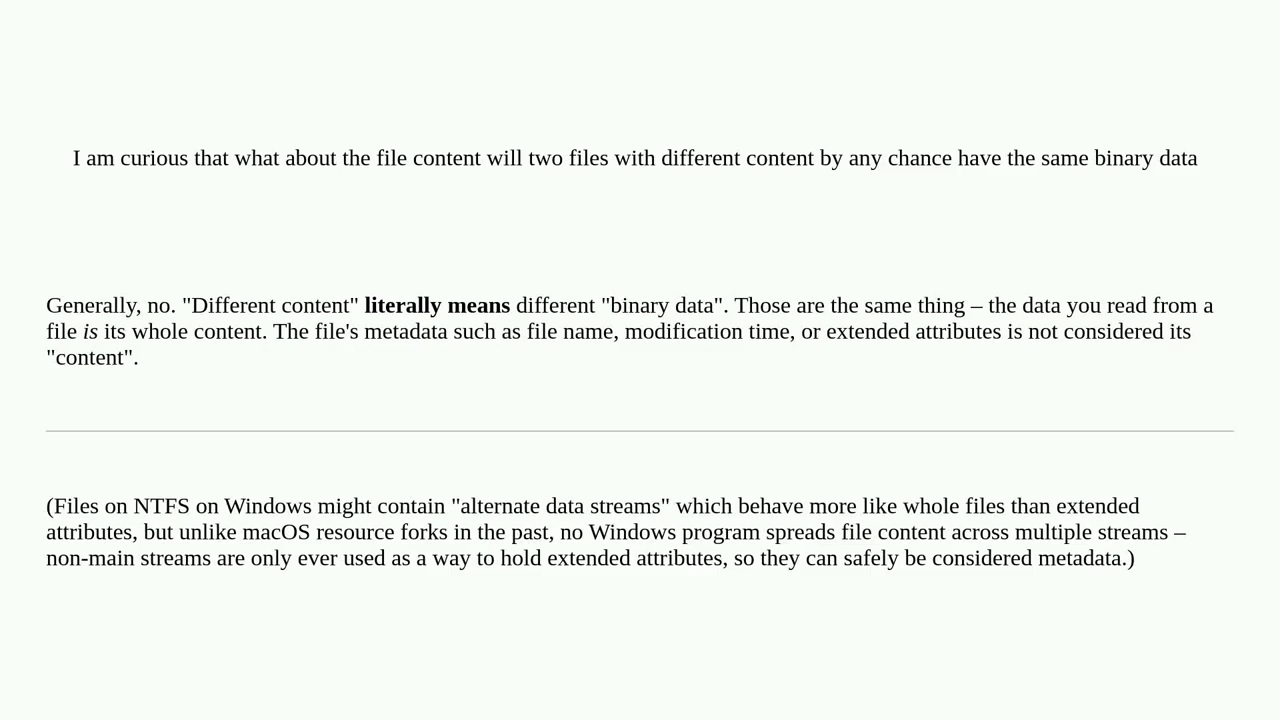 I am curious that what about the file content will two files with different content by any chance have the same binary data
Generally, no. "Different content" literally means different "binary data". Those are the same thing – the data you read from a
file is its whole content. The file's metadata such as file name, modification time, or extended attributes is not considered its
"content".
(Files on NTFS on Windows might contain "alternate data streams" which behave more like whole files than extended
attributes, but unlike macOS resource forks in the past, no Windows program spreads file content across multiple streams –
non-main streams are only ever used as a way to hold extended attributes, so they can safely be considered metadata.)